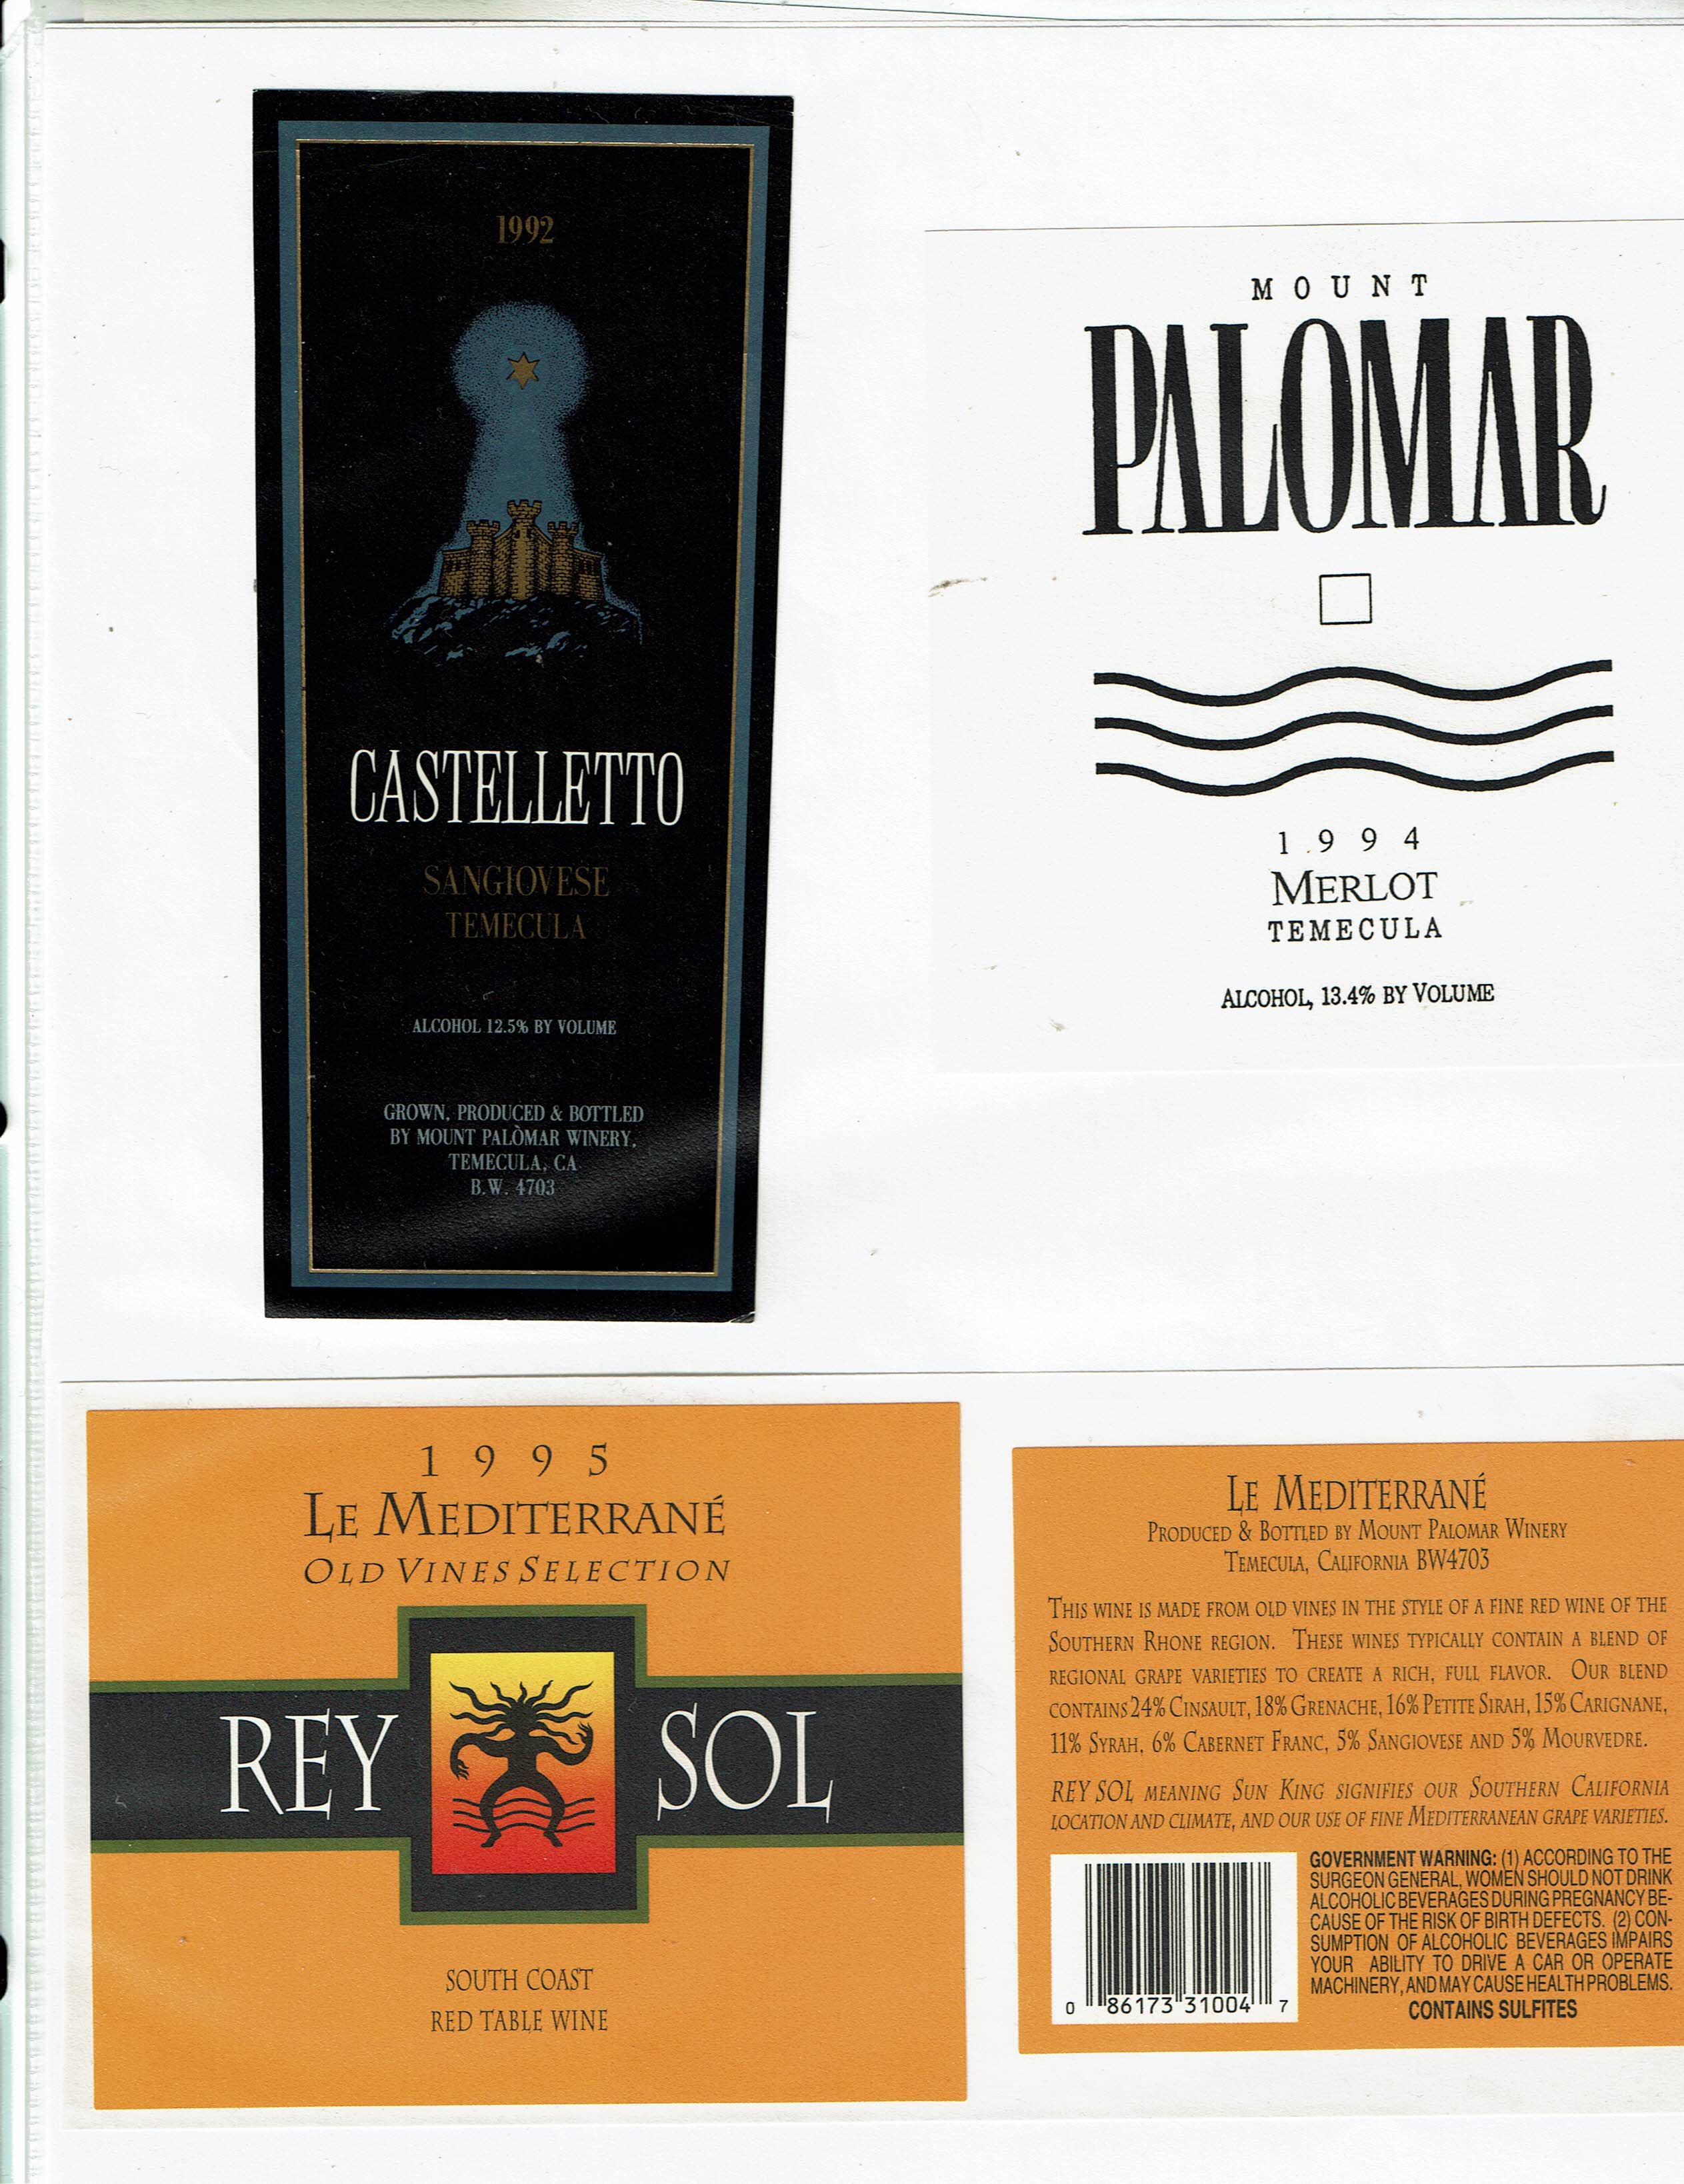 1992
CASTELLETTO
SANGIOVESE
TEMECULA
ALCOHOL 12.5% BY VOLUME
GROWN, PRODUCED & BOTTLED
BY MOUNT PALÒMAR WINERY,
TEMECULA, CA
B.W. 4703
MOUNT
PALOMAR
1994
MERLOT
TEMECULA
ALCOHOL, 13.4% BY VOLUME
1995
LE MEDITERRANÉ
OLD VINES SELECTION
REY SOL
SOUTH COAST
RED TABLE WINE
LE MEDITERRANÉ
PRODUCED & BOTTLED BY MOUNT PALOMAR WINERY
TEMECULA, CALIFORNIA BW4703
THIS WINE IS MADE FROM OLD VINES IN THE STYLE OF A FINE RED WINE OF THE
SOUTHERN RHONE REGION. THESE WINES TYPICALLY CONTAIN A BLEND OF
REGIONAL GRAPE VARIETIES TO CREATE A RICH, FULL FLAVOR. OUR BLEND
CONTAINS 24% CINSAULT, 18% GRENACHE, 16% PETITE SIRAH, 15% CARIGNANE,
11% SYRAH, 6% CABERNET FRANC, 5% SANGIOVESE AND 5% MOURVEDRE.
REY SOL MEANING SUN KING SIGNIFIES OUR SOUTHERN CALIFORNIA
LOCATION AND CLIMATE, AND OUR USE OF FINE MEDITERRANEAN GRAPE VARIETIES.
GOVERNMENT WARNING: (1) ACCORDING TO THE
SURGEON GENERAL, WOMEN SHOULD NOT DRINK
ALCOHOLIC BEVERAGES DURING PREGNANCY BE-
CAUSE OF THE RISK OF BIRTH DEFECTS. (2) CON-
SUMPTION OF ALCOHOLIC BEVERAGES IMPAIRS
YOUR ABILITY TO DRIVE A CAR OR OPERATE
MACHINERY, AND MAY CAUSE HEALTH PROBLEMS.
CONTAINS SULFITES
0 86173 31004 7